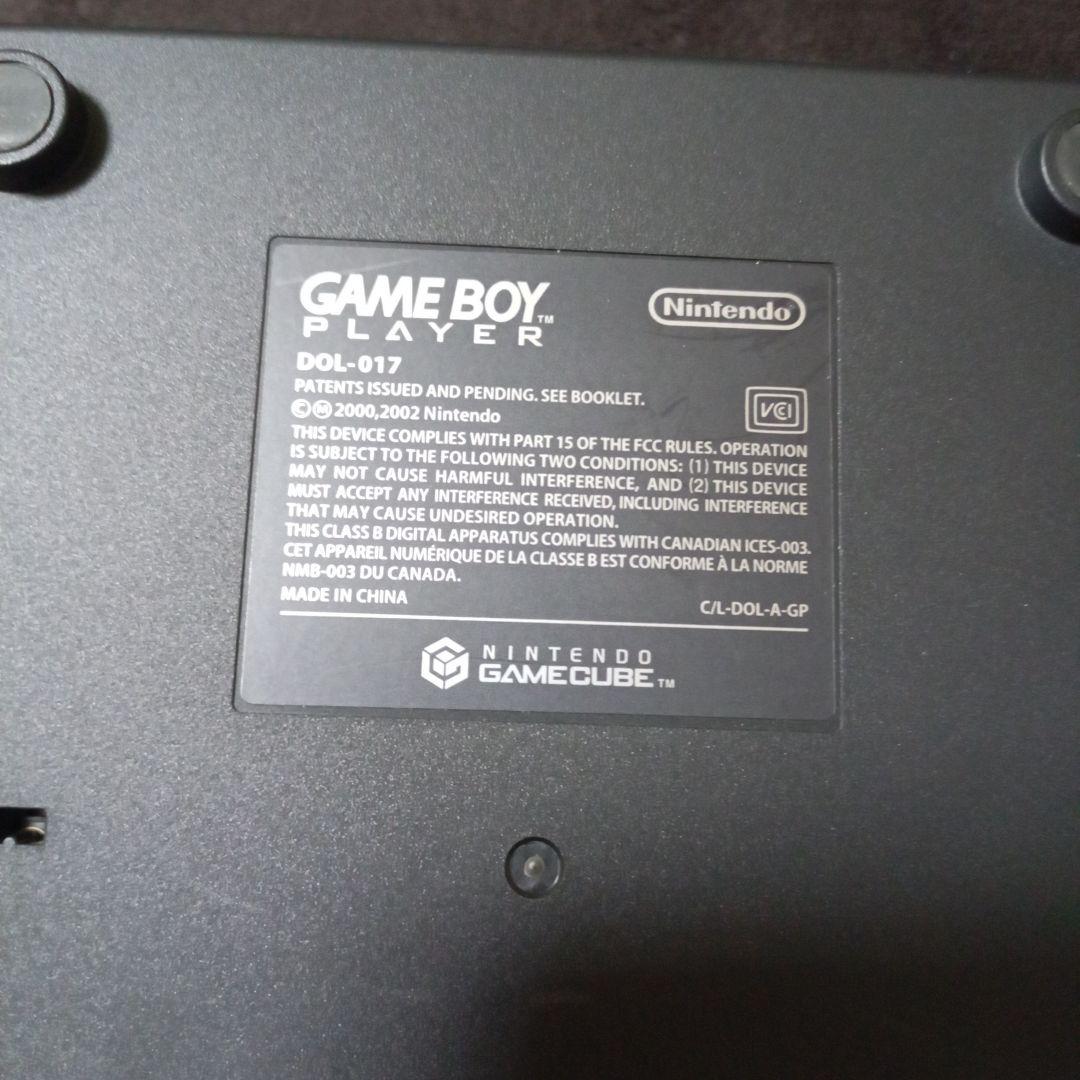 GAME BOY™
PLAYER
Nintendo®
DOL-017
PATENTS ISSUED AND PENDING. SEE BOOKLET.
ⒸⓂ2000,2002 Nintendo
VCI
THIS DEVICE COMPLIES WITH PART 15 OF THE FCC RULES. OPERATION
IS SUBJECT TO THE FOLLOWING TWO CONDITIONS: (1) THIS DEVICE
MAY NOT CAUSE HARMFUL INTERFERENCE, AND (2) THIS DEVICE
MUST ACCEPT ANY INTERFERENCE RECEIVED, INCLUDING INTERFERENCE
THAT MAY CAUSE UNDESIRED OPERATION.
THIS CLASS B DIGITAL APPARATUS COMPLIES WITH CANADIAN ICES-003.
CET APPAREIL NUMÉRIQUE DE LA CLASSE B EST CONFORME À LA NORME
NMB-003 DU CANADA.
MADE IN CHINA
C/L-DOL-A-GP
NINTENDO
GAMECUBE™